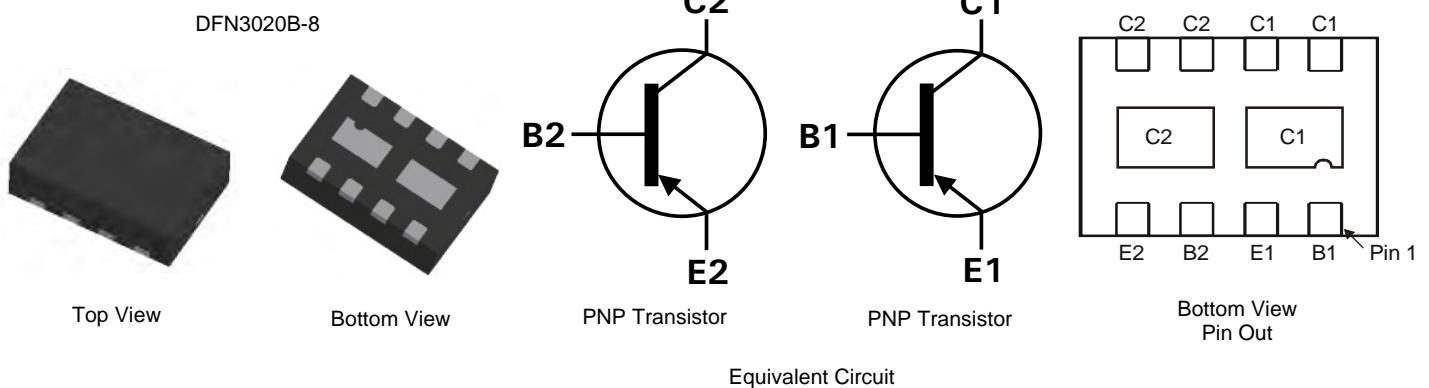 DFN3020B-8
C2
C1
B2
B1
E2
E1
C2 C2 C1 C1
C2 C1
E2 B2 E1 B1 Pin 1
Top View
Bottom View
PNP Transistor
PNP Transistor
Bottom View
Pin Out
Equivalent Circuit